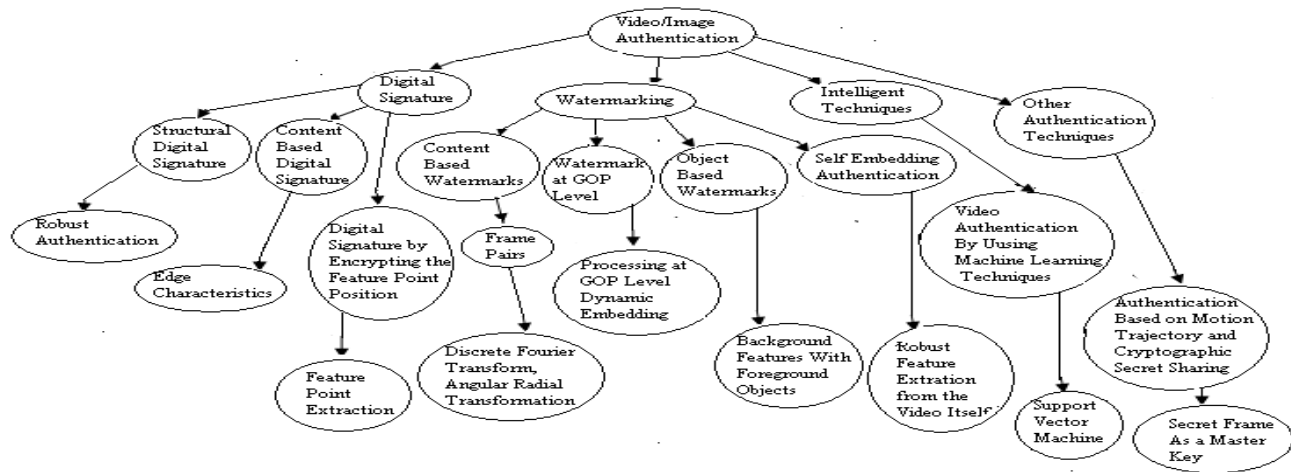 Video/Image
Authentication
Digital
Signature
Watermarking
Intelligent
Techniques
Other
Authentication
Techniques
Structural
Digital
Signature
Content
Based
Digital
Signature
Content
Based
Watermarks
Watermark
at GOP
Level
Object
Based
Watermarks
Self Embedding
Authentication
Robust
Authentication
Edge
Characteristics
Digital
Signature by
Encrypting the
Feature Point
Position
Frame
Pairs
Processing at
GOP Level
Dynamic
Embedding
Video
Authentication
By Uusing
Machine Learning
Techniques
Authentication
Based on Motion
Trajectory and
Cryptographic
Secret Sharing
Feature
Point
Extraction
Discrete Fourier
Transform,
Angular Radial
Transformation
Background
Features With
Foreground
Objects
Robust
Feature
Extration
from the
Video Itself
Support
Vector
Machine
Secret Frame
As a Master
Key